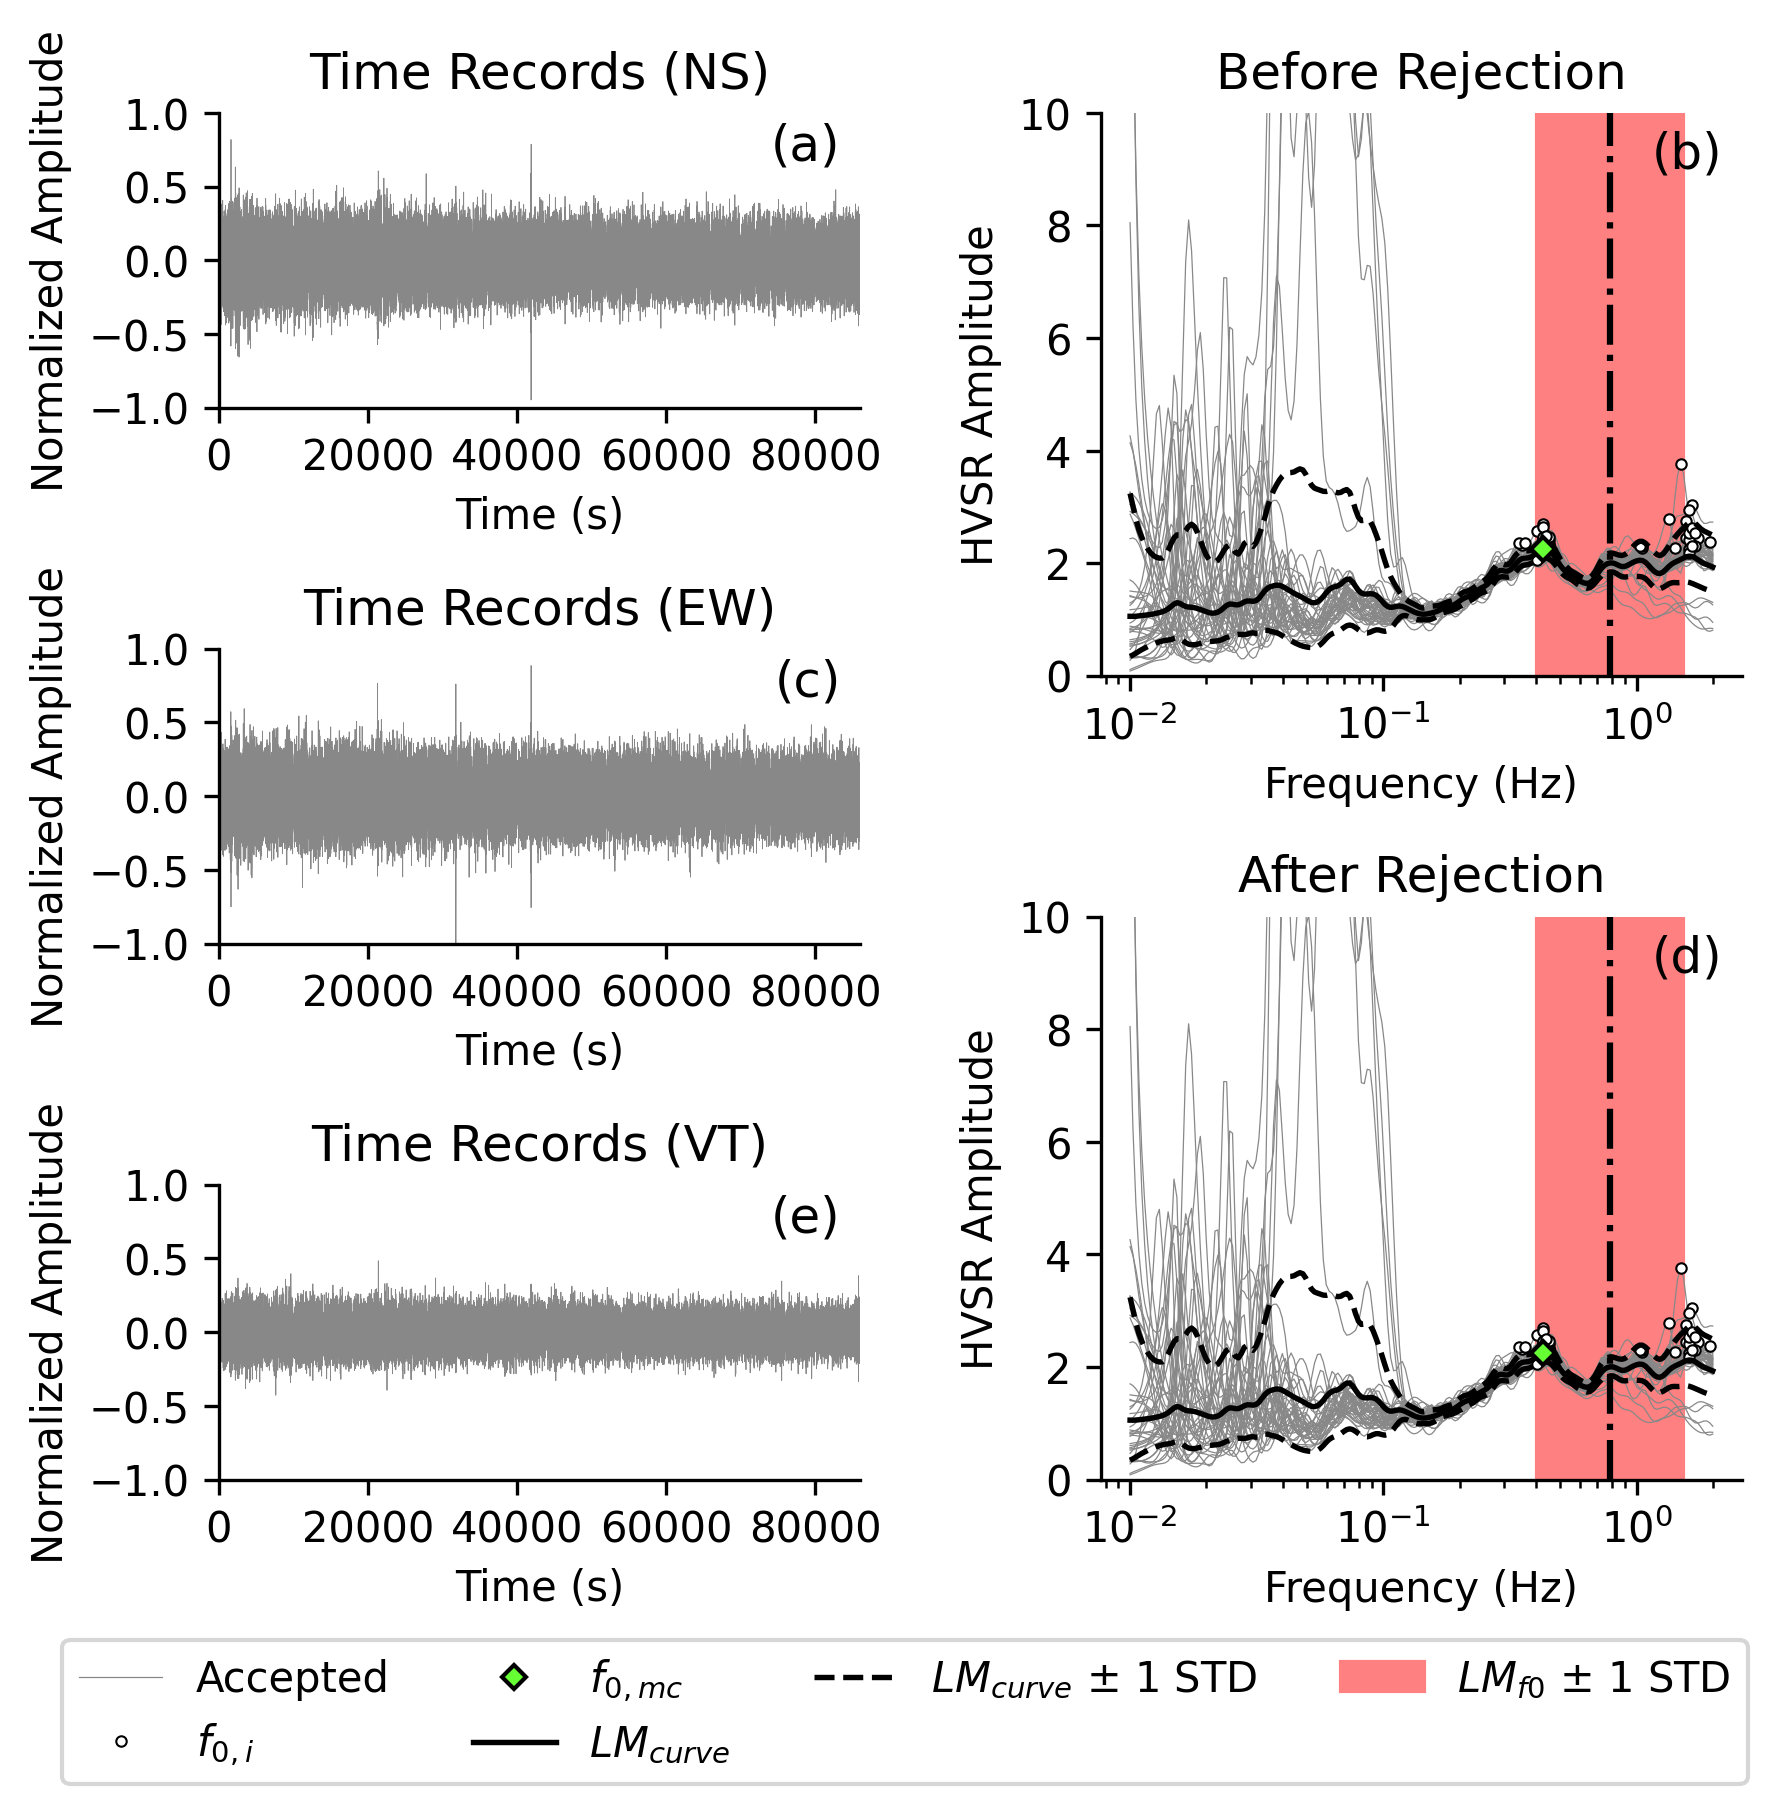 Time Records (NS)
Normalized Amplitude
1.0
0.5
0.0
−0.5
−1.0
(a)
0 20000 40000 60000 80000
Time (s)
Before Rejection
HVSR Amplitude
10
8
6
4
2
0
(b)
10⁻² 10⁻¹ 10⁰
Frequency (Hz)
Time Records (EW)
Normalized Amplitude
1.0
0.5
0.0
−0.5
−1.0
(c)
0 20000 40000 60000 80000
Time (s)
After Rejection
HVSR Amplitude
10
8
6
4
2
0
(d)
10⁻² 10⁻¹ 10⁰
Frequency (Hz)
Time Records (VT)
Normalized Amplitude
1.0
0.5
0.0
−0.5
−1.0
(e)
0 20000 40000 60000 80000
Time (s)
Accepted
f0,i
f0,mc
LMcurve
LMcurve ± 1 STD
LMf0 ± 1 STD